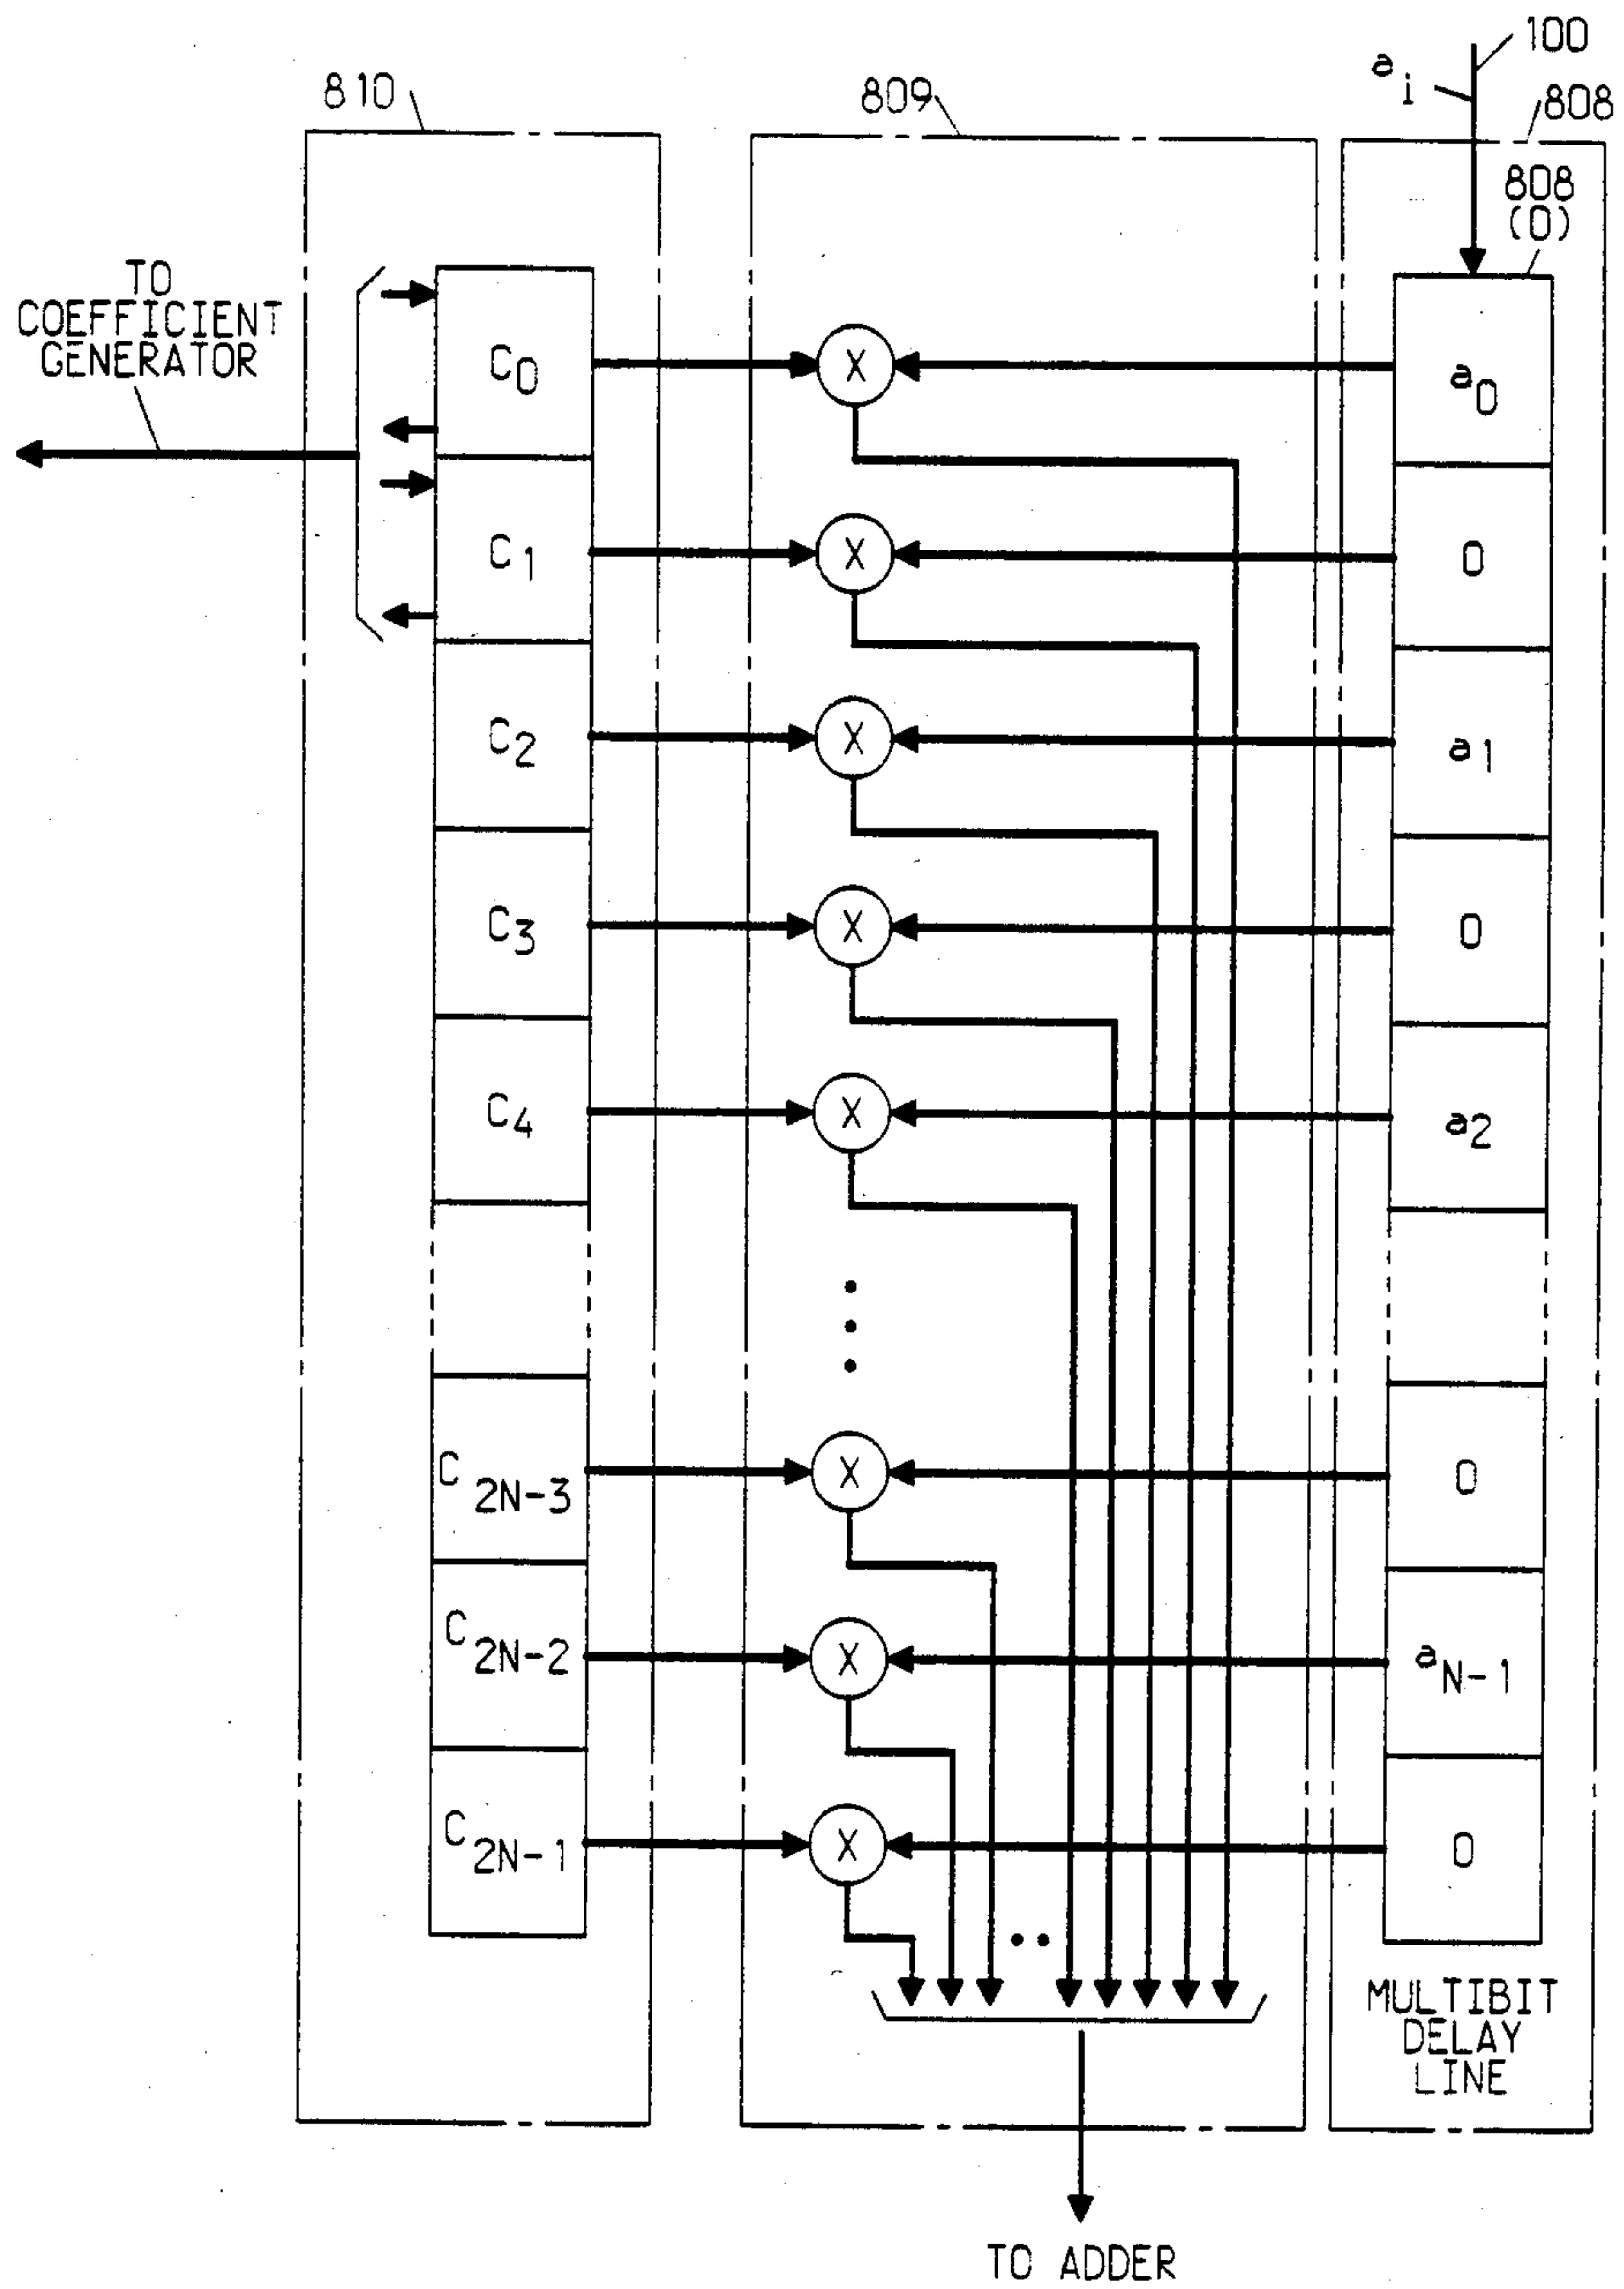 100
a i
808
810
809
808
(0)
TO
COEFFICIENT
GENERATOR
C0
X
a0
C1
X
0
C2
X
a1
C3
X
0
C4
X
a2
C 2N-3
X
0
C 2N-2
X
a N-1
C 2N-1
X
0
MULTIBIT
DELAY
LINE
TO ADDER